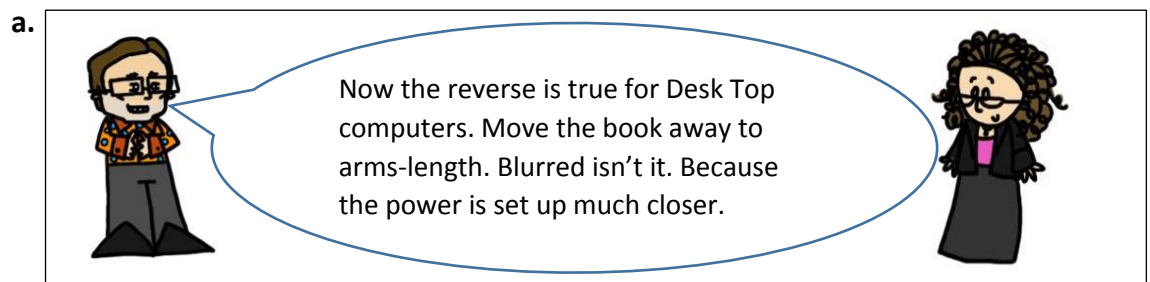 a.
Now the reverse is true for Desk Top
computers. Move the book away to
arms-length. Blurred isn’t it. Because
the power is set up much closer.